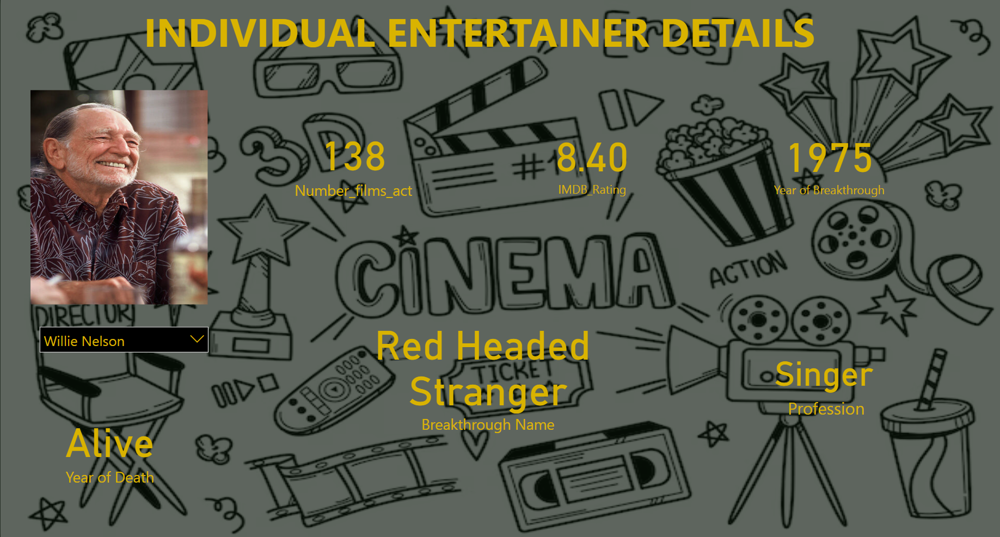 INDIVIDUAL ENTERTAINER DETAILS
3D
138
Number_films_act
#1
8.40
IMDB_Rating
1975
Year of Breakthrough
CINEMA
ACTION
DIRECTOR
Willie Nelson
Red Headed
Stranger
Breakthrough Name
TICKET
Singer
Profession
Alive
Year of Death